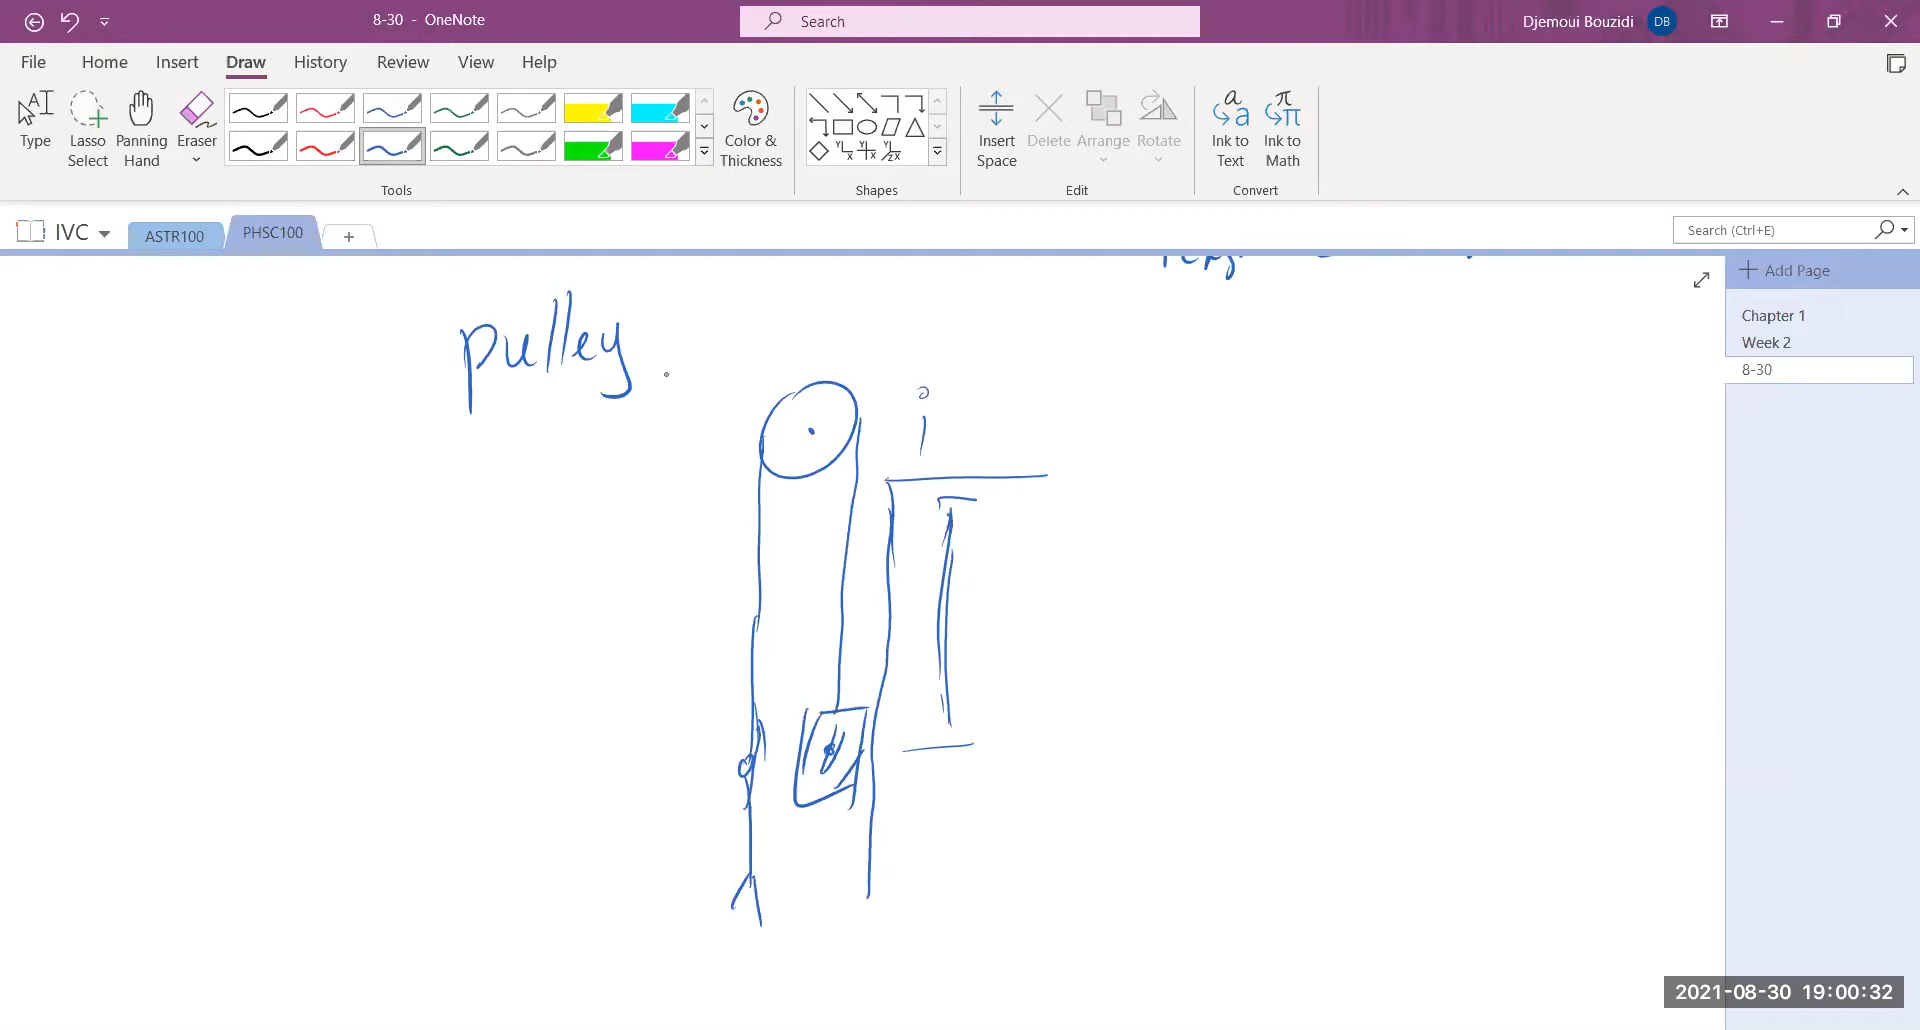 8-30 - OneNote
Search
Djemoui Bouzidi
DB
File Home Insert Draw History Review View Help
Type
Lasso Select
Panning Hand
Eraser
Color & Thickness
Insert Space
Delete
Arrange
Rotate
Ink to Text
Ink to Math
Tools
Shapes
Edit
Convert
IVC
ASTR100
PHSC100
+
Search (Ctrl+E)
Add Page
Chapter 1
Week 2
8-30
pulley
2021-08-30 19:00:32